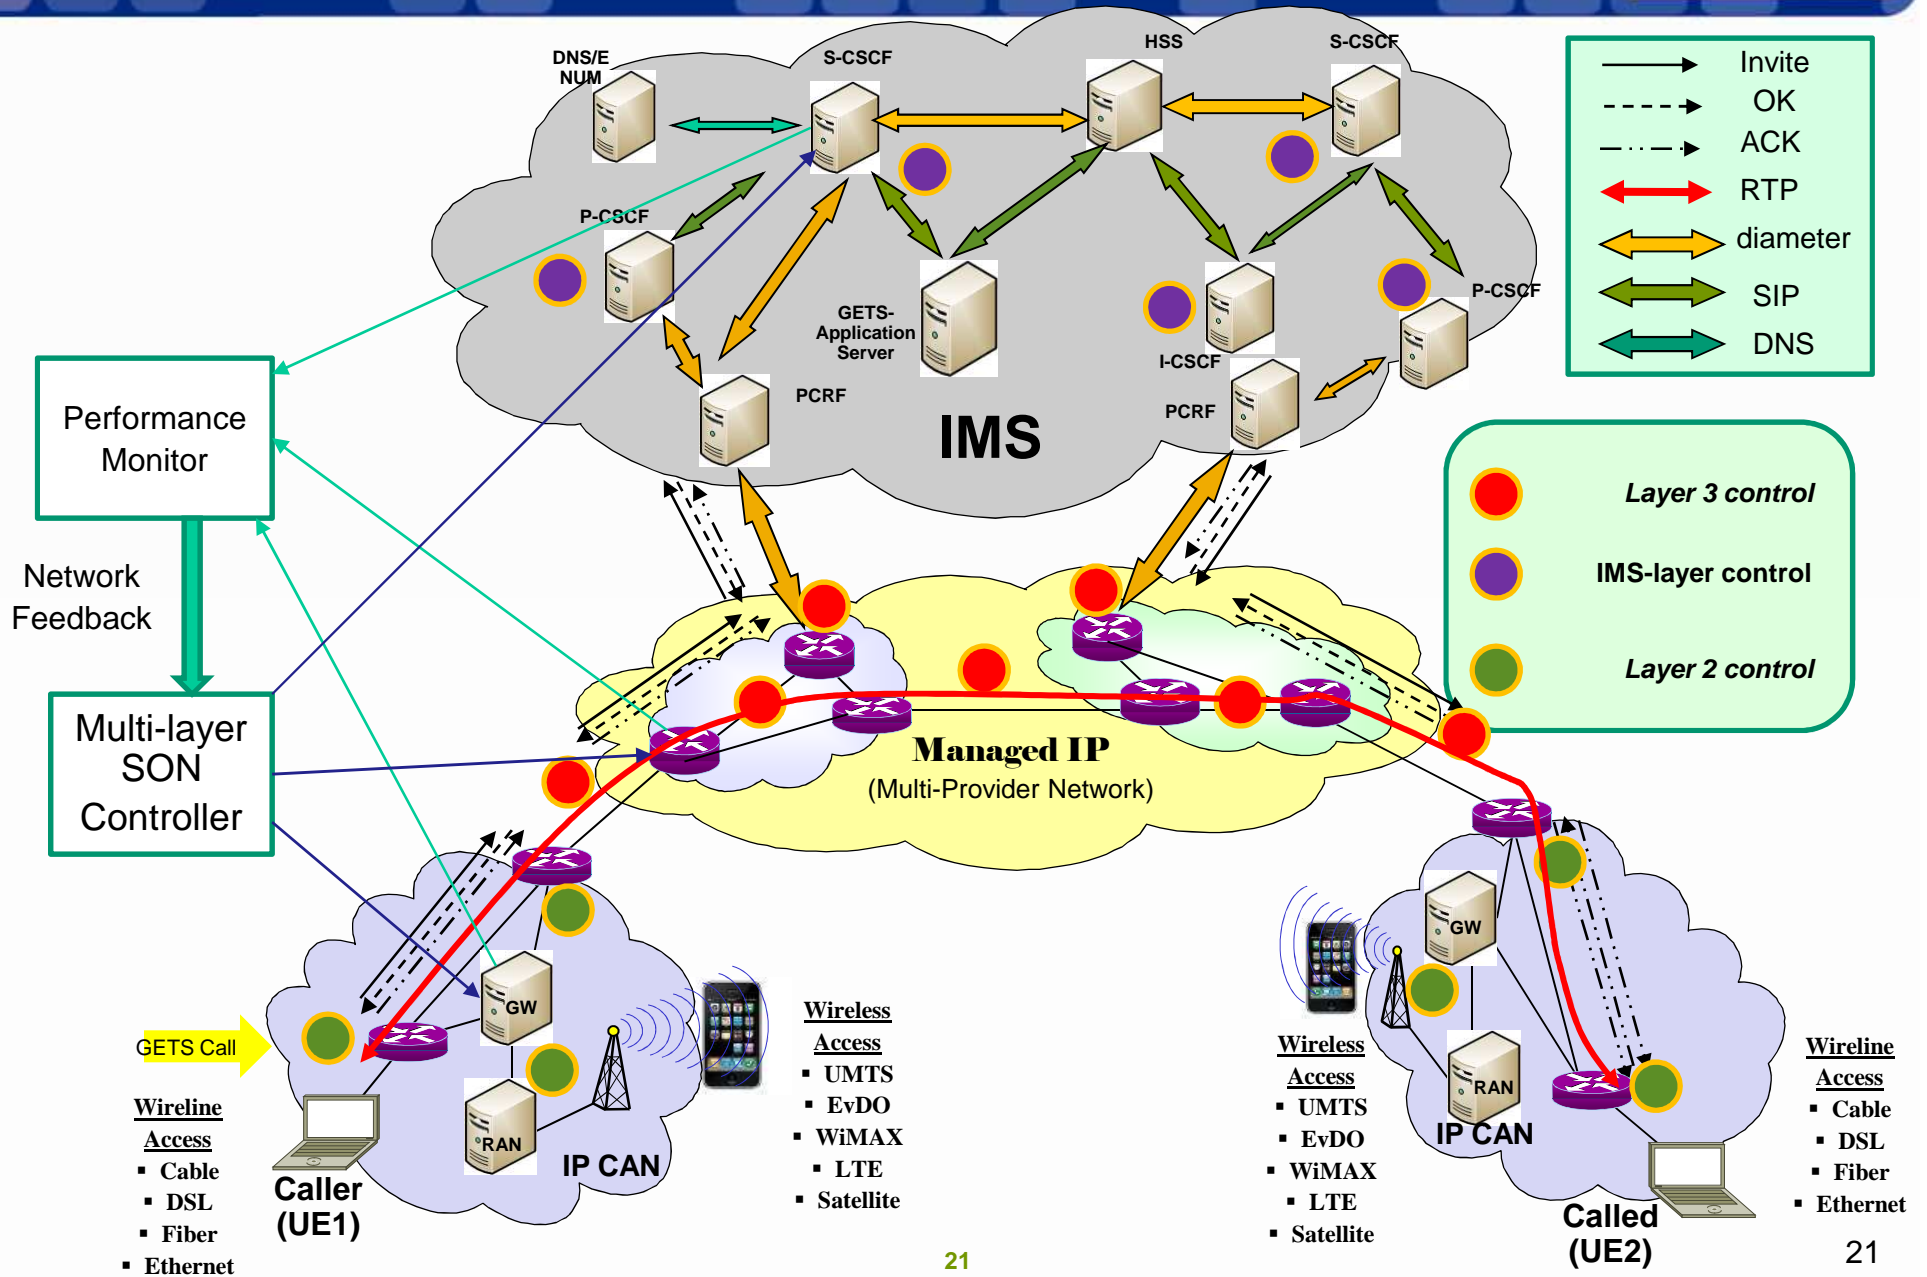 DNS/E
NUM
S-CSCF
HSS
S-CSCF
P-CSCF
GETS-
Application
Server
I-CSCF
P-CSCF
PCRF
PCRF
IMS
Invite
OK
ACK
RTP
diameter
SIP
DNS
Layer 3 control
IMS-layer control
Layer 2 control
Performance
Monitor
Network
Feedback
Multi-layer
SON
Controller
Managed IP
(Multi-Provider Network)
GETS Call
GW
RAN
IP CAN
Caller
(UE1)
Wireline
Access
▪ Cable
▪ DSL
▪ Fiber
▪ Ethernet
Wireless
Access
▪ UMTS
▪ EvDO
▪ WiMAX
▪ LTE
▪ Satellite
GW
RAN
IP CAN
Wireless
Access
▪ UMTS
▪ EvDO
▪ WiMAX
▪ LTE
▪ Satellite
Called
(UE2)
Wireline
Access
▪ Cable
▪ DSL
▪ Fiber
▪ Ethernet
21
21